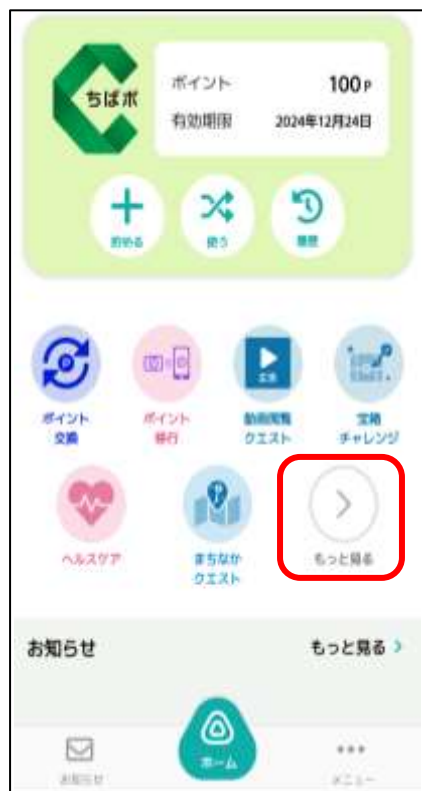 ちばポ
ポイント 100P
有効期限 2024年12月24日
貯める 使う 履歴
ポイント交換 ポイント移行 動画閲覧クエスト 宝箱チャレンジ
ヘルスケア まちなかクエスト もっと見る
お知らせ もっと見る
ホーム
お知らせ メニュー